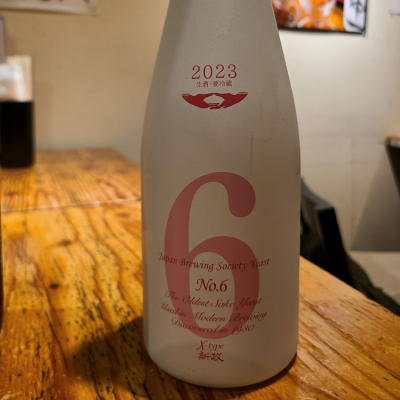 2023
生酒・要冷蔵
6
Japan Brewing Society Yeast
No.6
The Oldest Sake Yeast
Used in Modern Brewing
Discovered in 1930
X-type
新政